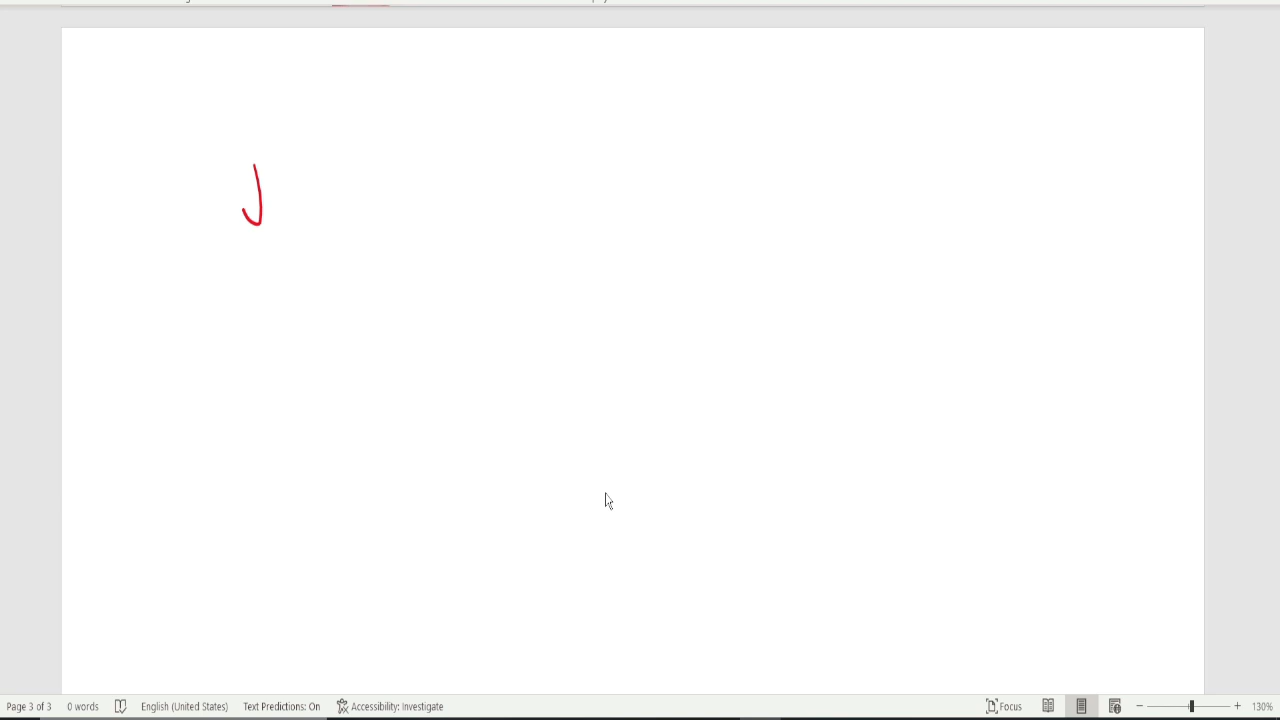 J
Page 3 of 3 0 words English (United States) Text Predictions: On Accessibility: Investigate Focus 130%